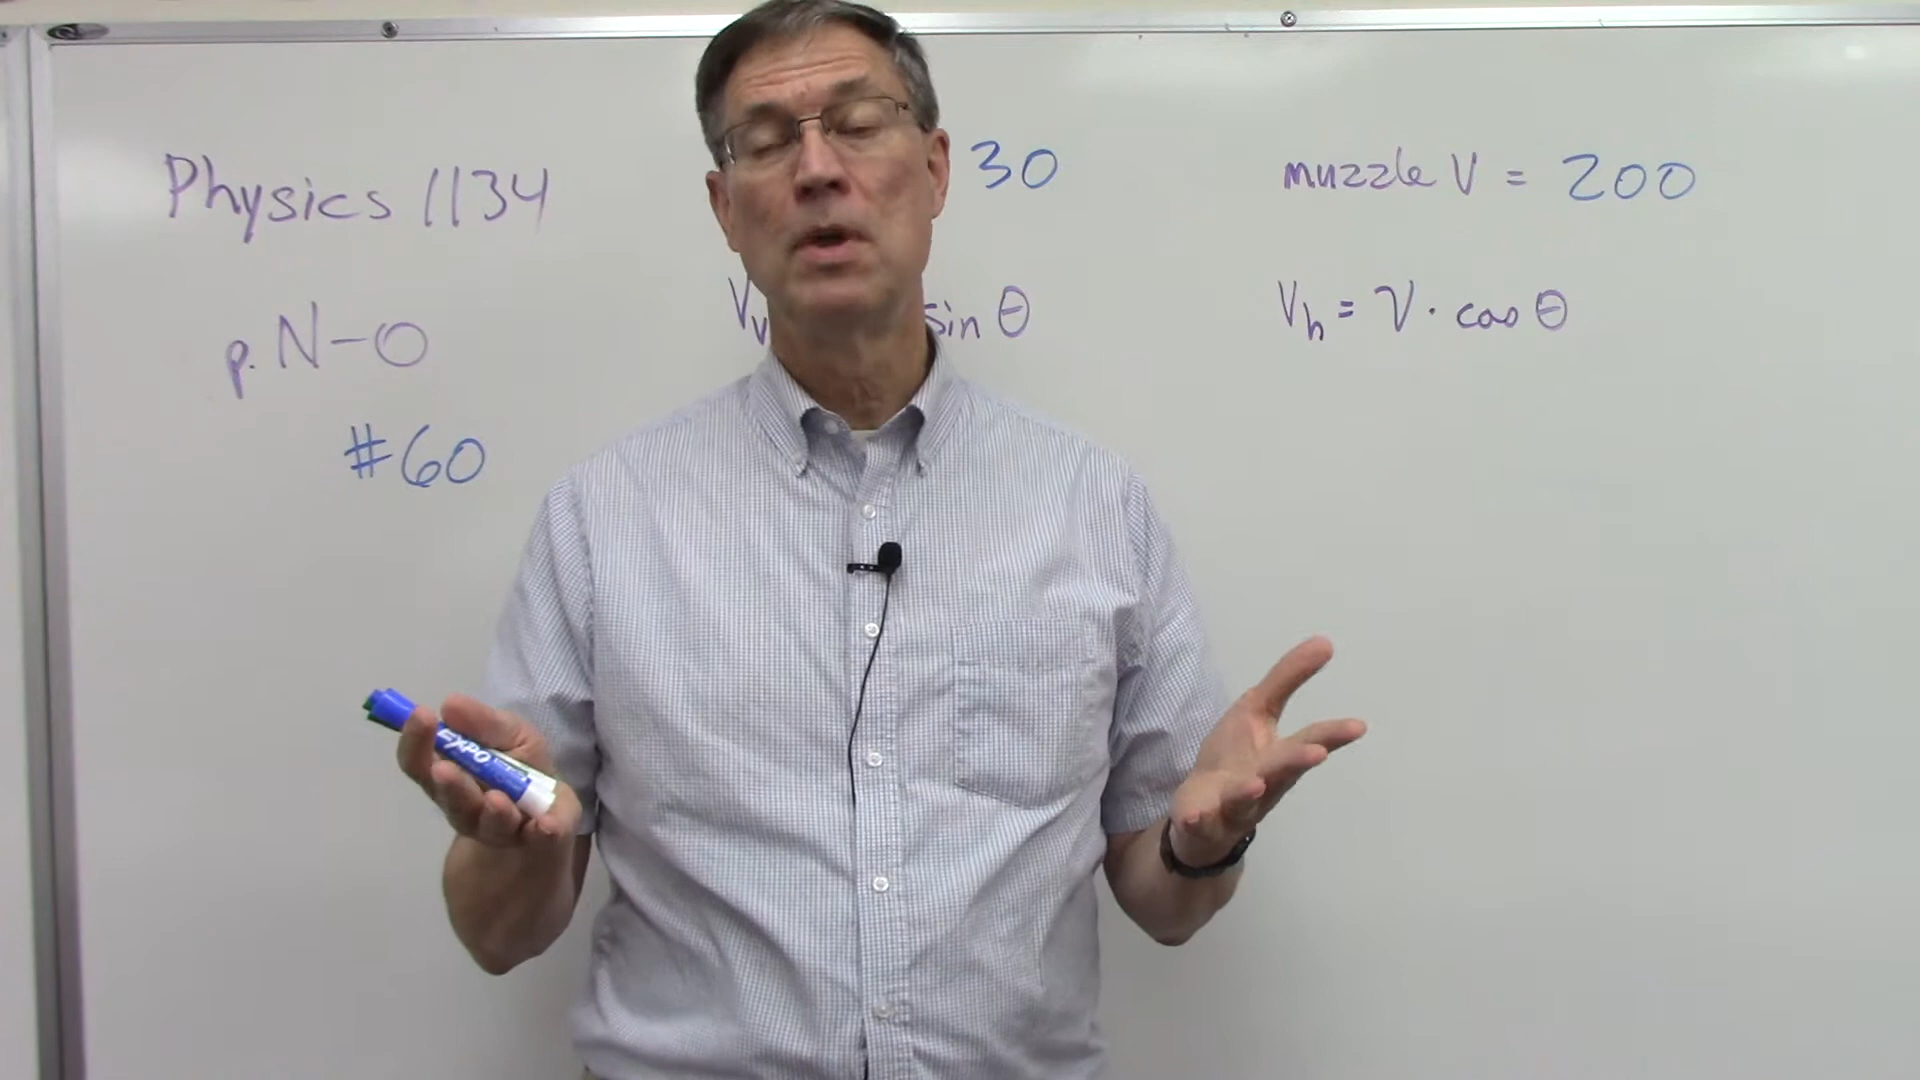 Physics 1134
p. N-O
#60
30
V sin θ
muzzle V = 200
Vh = V · cos θ
EXPO